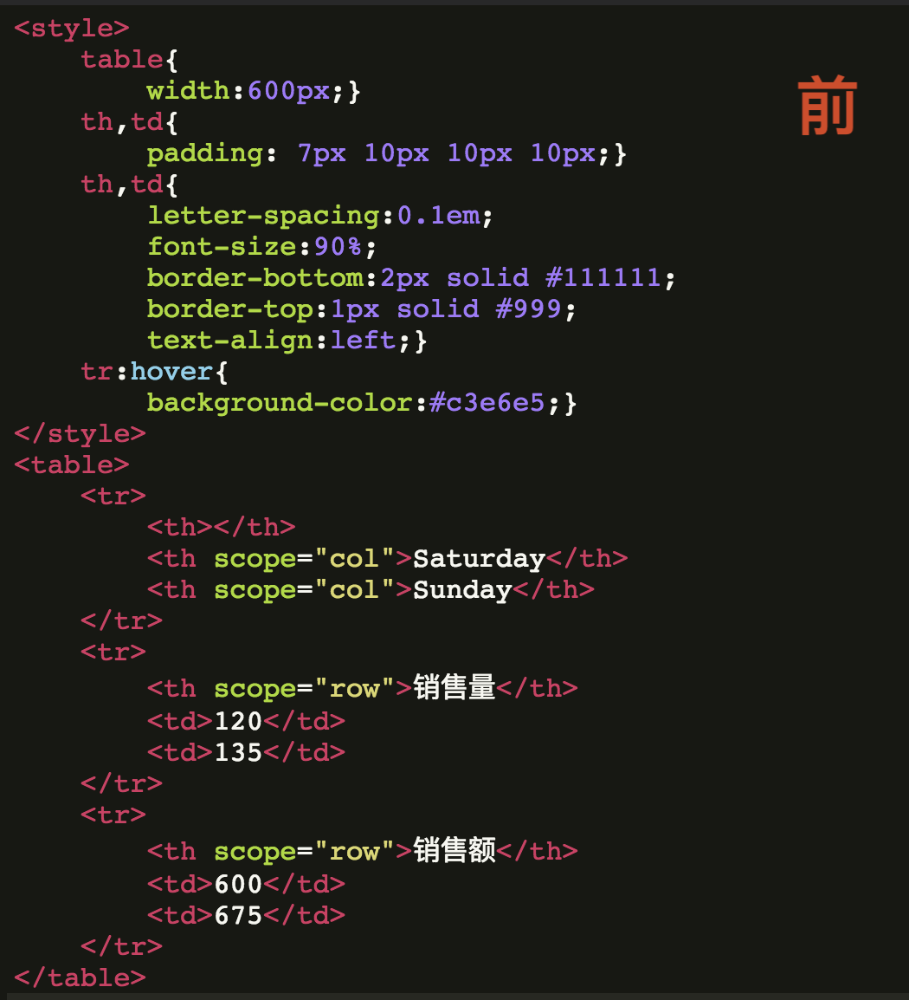 <style>
table{
width:600px;}
前
th,td{
padding: 7px 10px 10px 10px;}
th,td{
letter-spacing:0.1em;
font-size:90%;
border-bottom:2px solid #111111;
border-top:1px solid #999;
text-align:left;}
tr:hover{
background-color:#c3e6e5;}
</style>
<table>
<tr>
<th></th>
<th scope="col">Saturday</th>
<th scope="col">Sunday</th>
</tr>
<tr>
<th scope="row">销售量</th>
<td>120</td>
<td>135</td>
</tr>
<tr>
<th scope="row">销售额</th>
<td>600</td>
<td>675</td>
</tr>
</table>